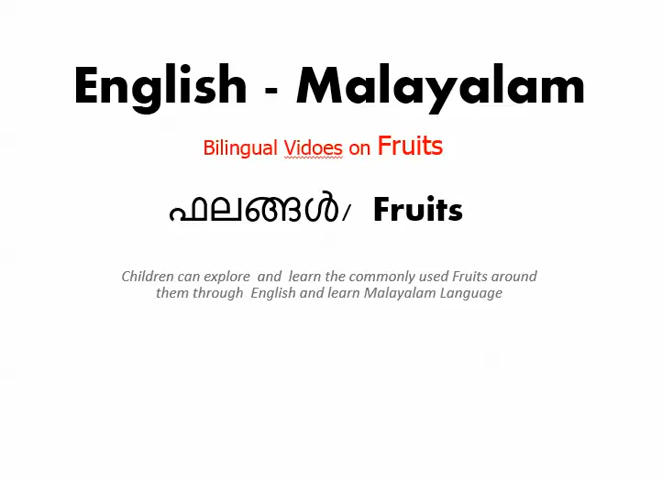 English - Malayalam
Bilingual Vidoes on Fruits
ഫലങ്ങൾ/ Fruits
Children can explore and learn the commonly used Fruits around
them through English and learn Malayalam Language